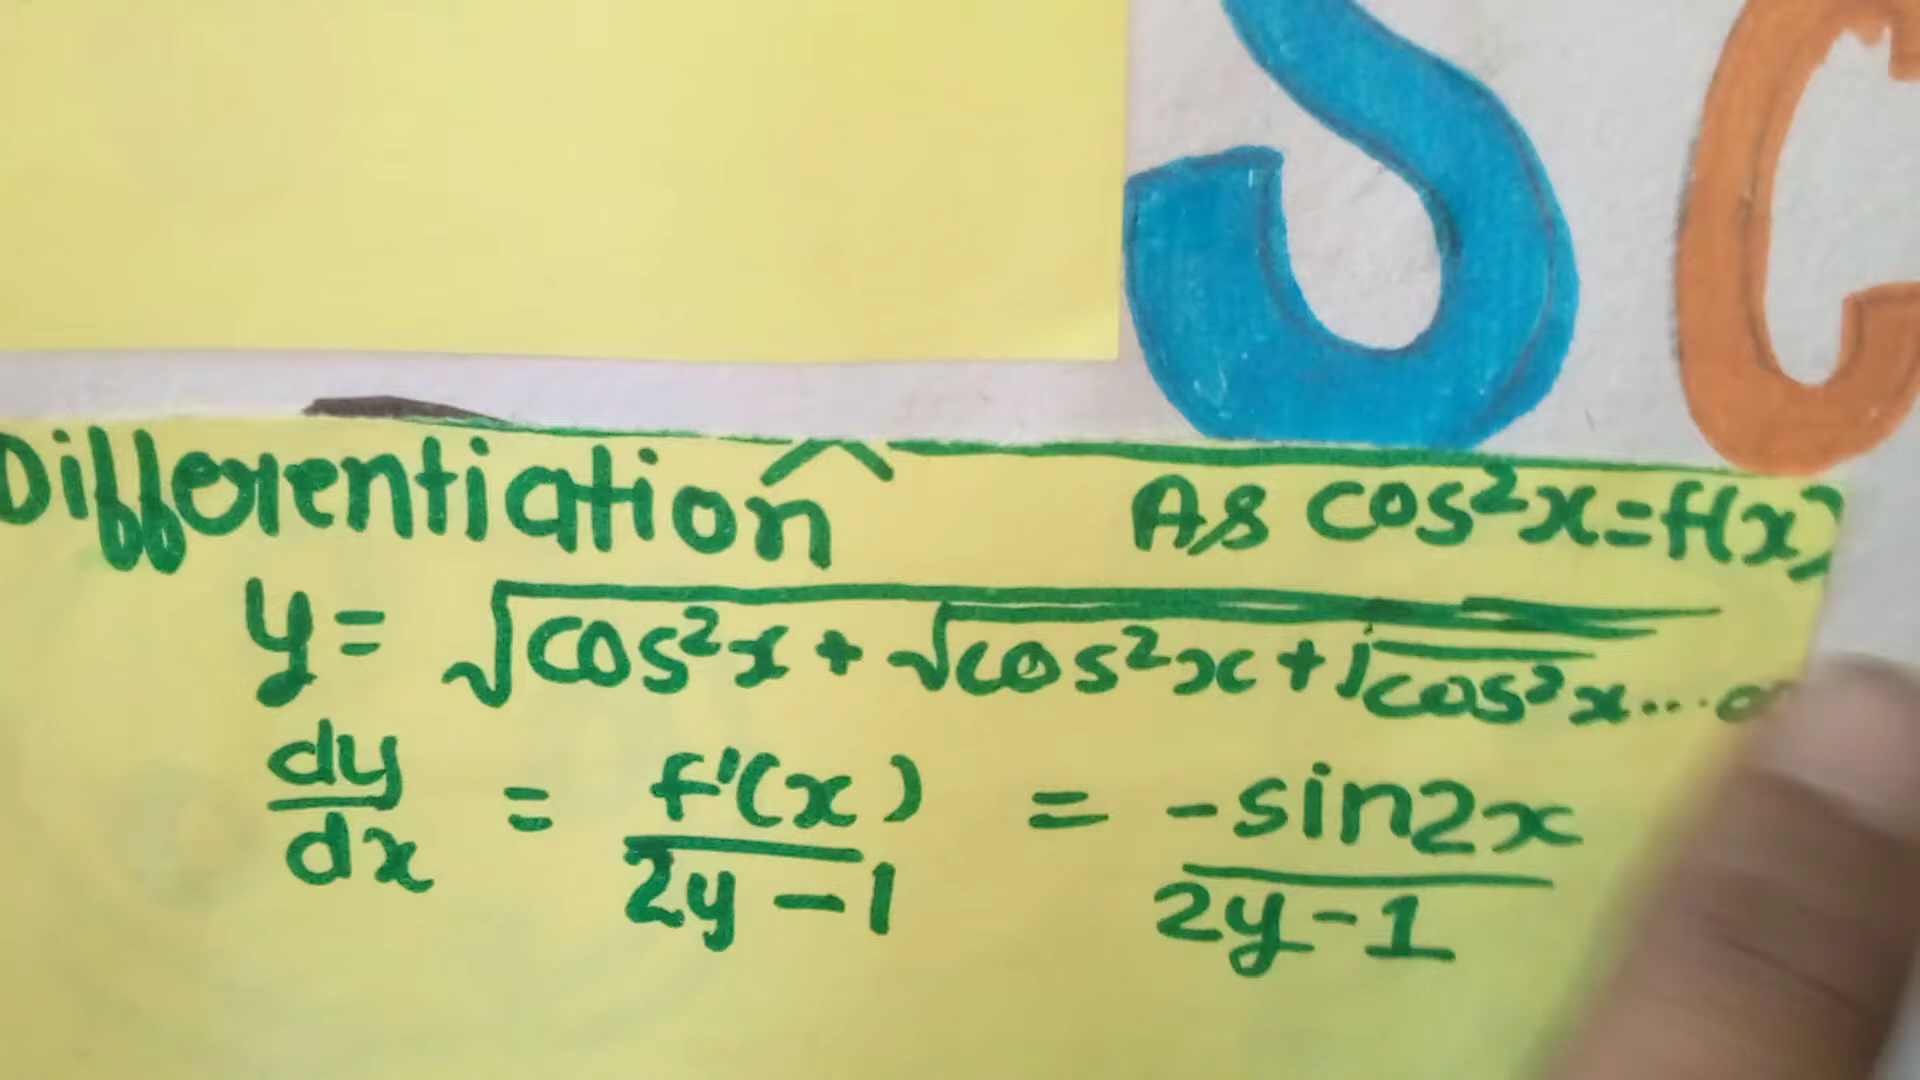 S C
Differentiation
As cos²x=f(x)
y = √cos²x + √cos²x + √cos²x...
dy/dx = f'(x)/2y-1 = -sin2x/2y-1